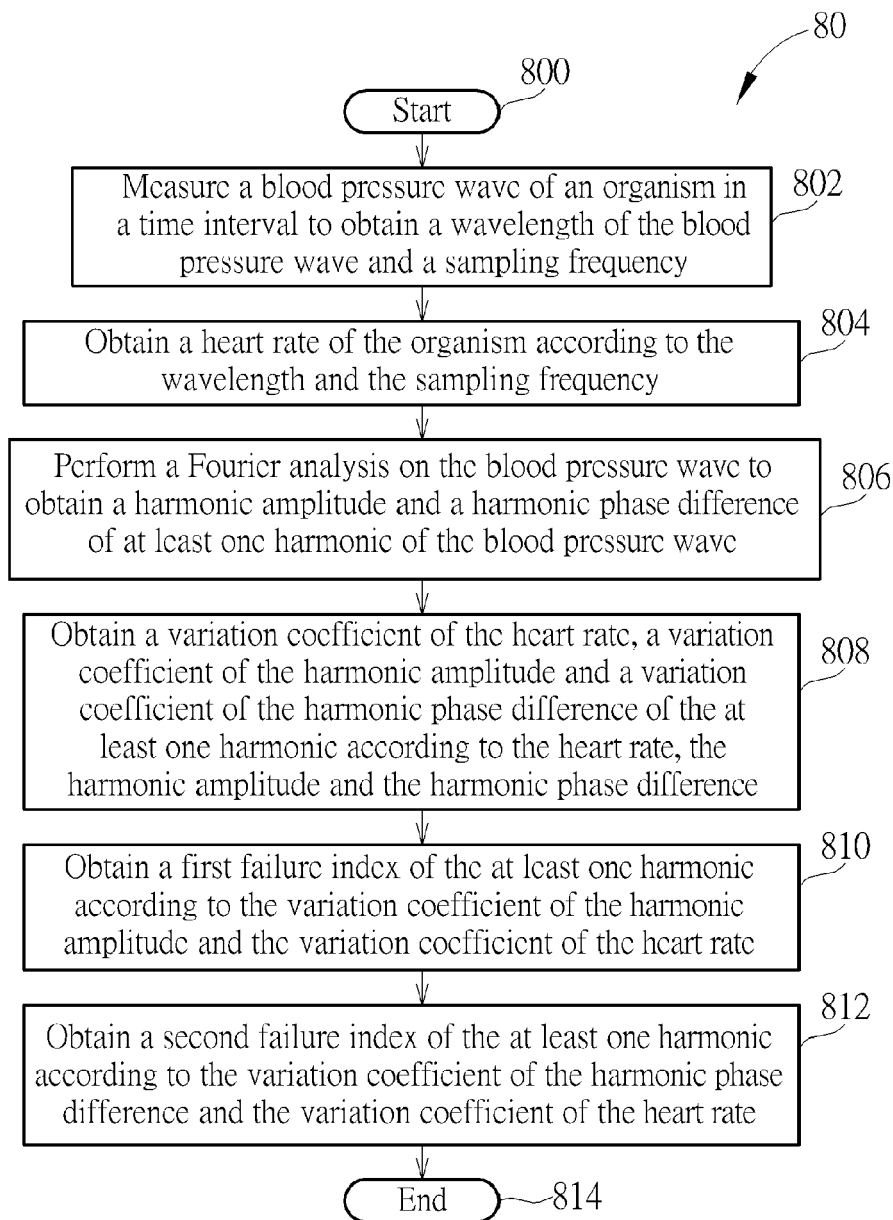 80
800
Start
802
Measure a blood pressure wave of an organism in
a time interval to obtain a wavelength of the blood
pressure wave and a sampling frequency
804
Obtain a heart rate of the organism according to the
wavelength and the sampling frequency
806
Perform a Fourier analysis on the blood pressure wave to
obtain a harmonic amplitude and a harmonic phase difference
of at least one harmonic of the blood pressure wave
808
Obtain a variation coefficient of the heart rate, a variation
coefficient of the harmonic amplitude and a variation
coefficient of the harmonic phase difference of the at
least one harmonic according to the heart rate, the
harmonic amplitude and the harmonic phase difference
810
Obtain a first failure index of the at least one harmonic
according to the variation coefficient of the harmonic
amplitude and the variation coefficient of the heart rate
812
Obtain a second failure index of the at least one harmonic
according to the variation coefficient of the harmonic phase
difference and the variation coefficient of the heart rate
End
814